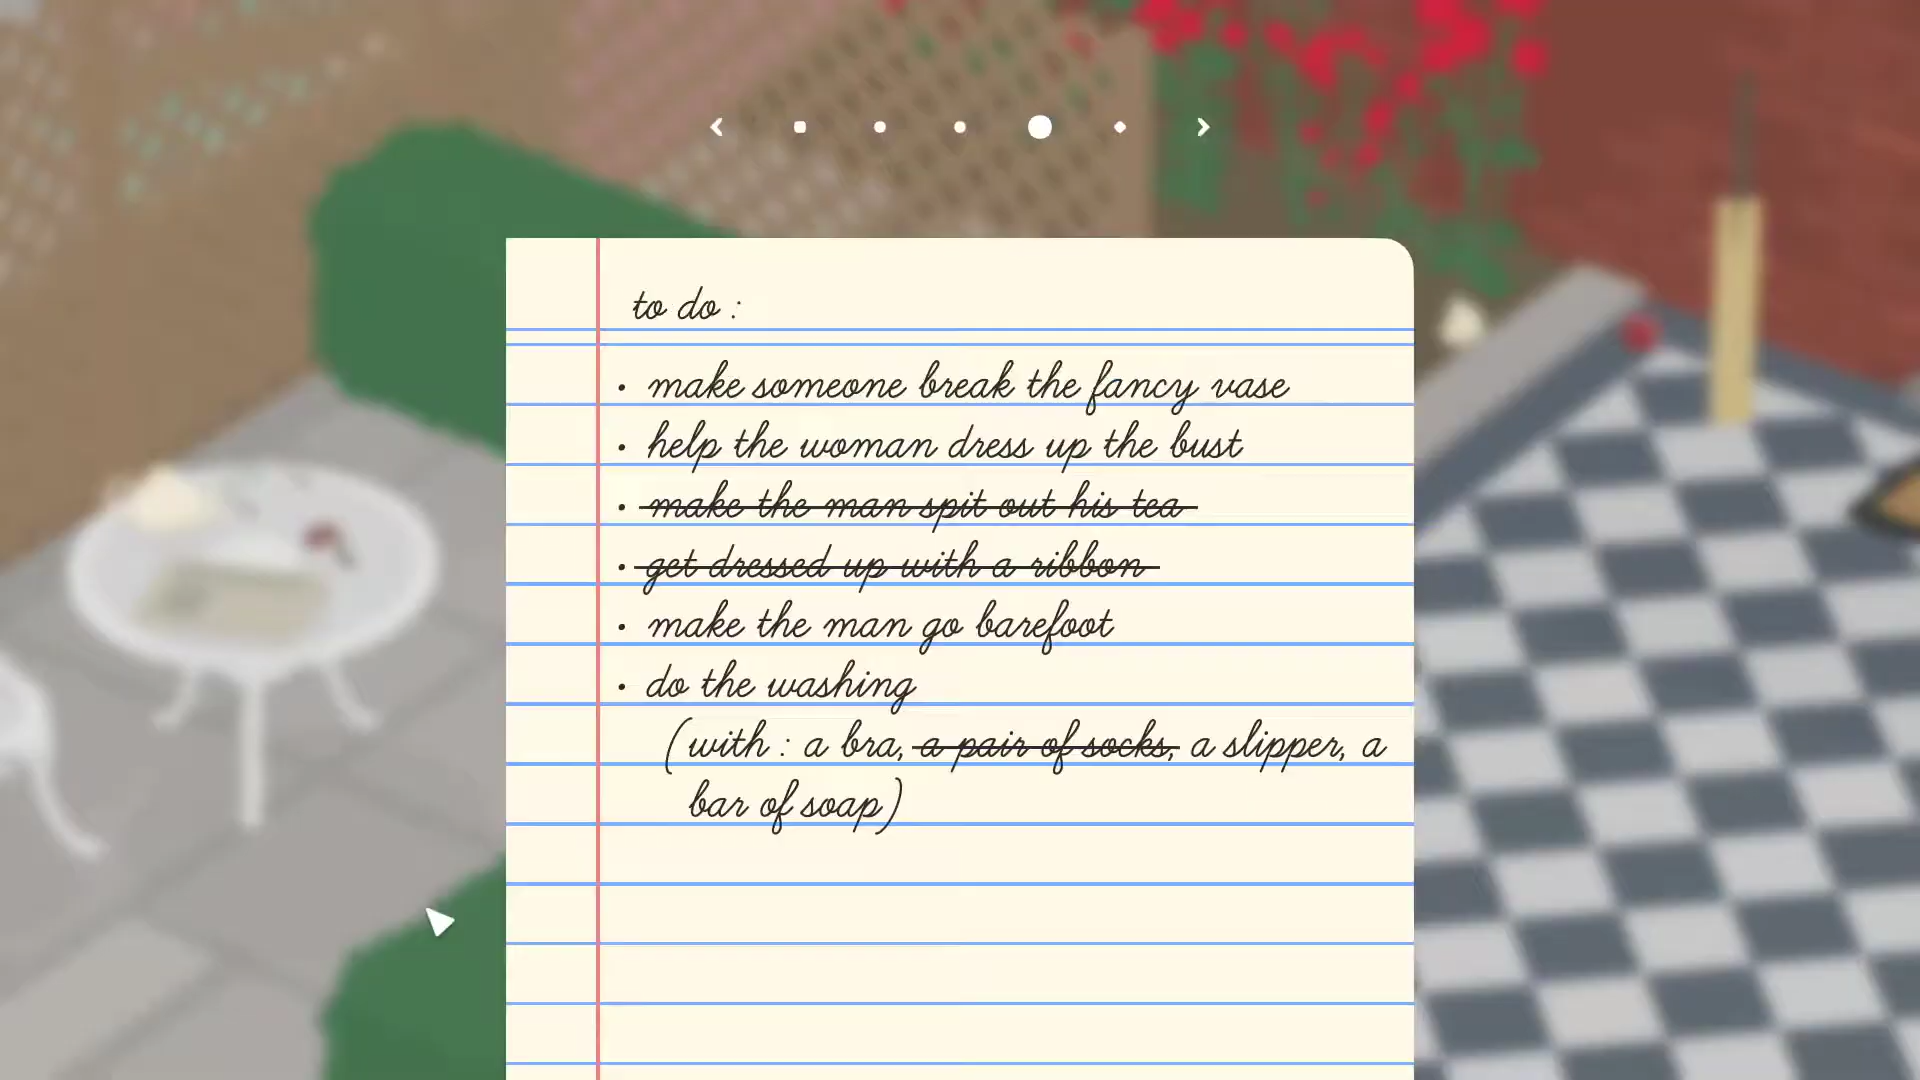 to do :
• make someone break the fancy vase
• help the woman dress up the bust
• make the man spit out his tea
• get dressed up with a ribbon
• make the man go barefoot
• do the washing
(with : a bra, a pair of socks, a slipper, a
bar of soap)